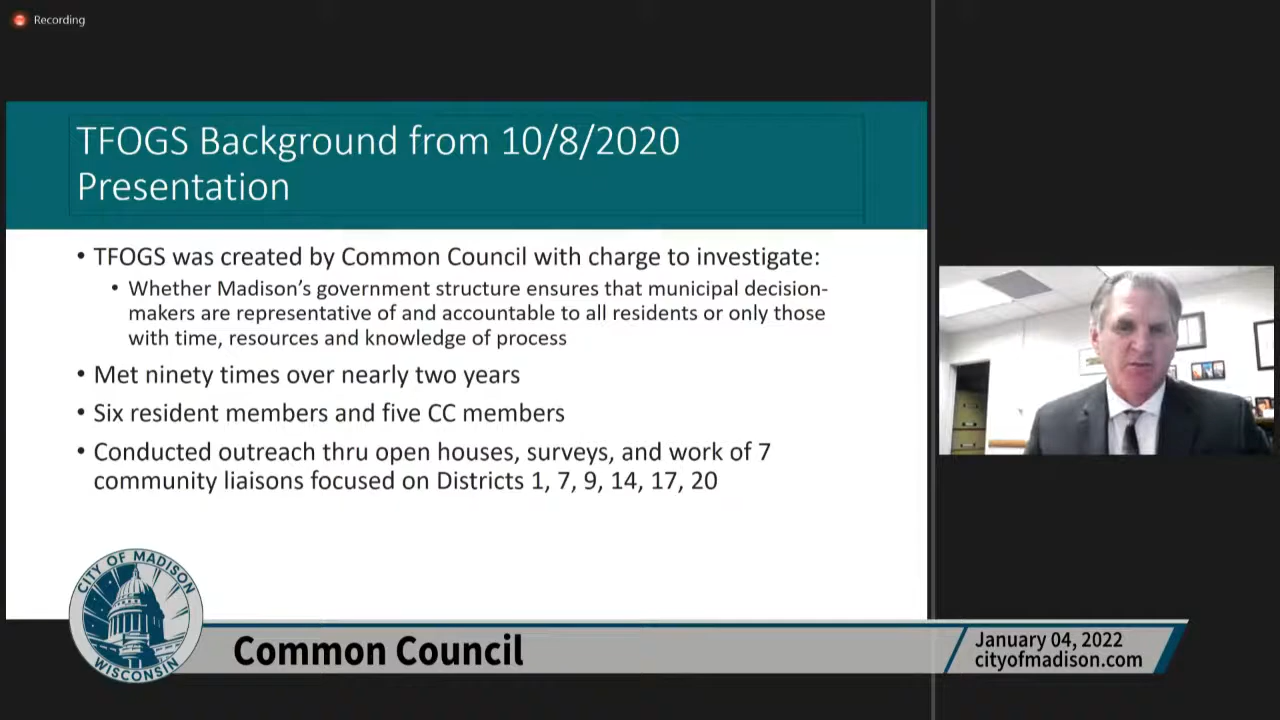 Recording
TFOGS Background from 10/8/2020
Presentation
• TFOGS was created by Common Council with charge to investigate:
• Whether Madison's government structure ensures that municipal decision-
makers are representative of and accountable to all residents or only those
with time, resources and knowledge of process
• Met ninety times over nearly two years
• Six resident members and five CC members
• Conducted outreach thru open houses, surveys, and work of 7
community liaisons focused on Districts 1, 7, 9, 14, 17, 20
CITY OF MADISON
WISCONSIN
Common Council
January 04, 2022
cityofmadison.com